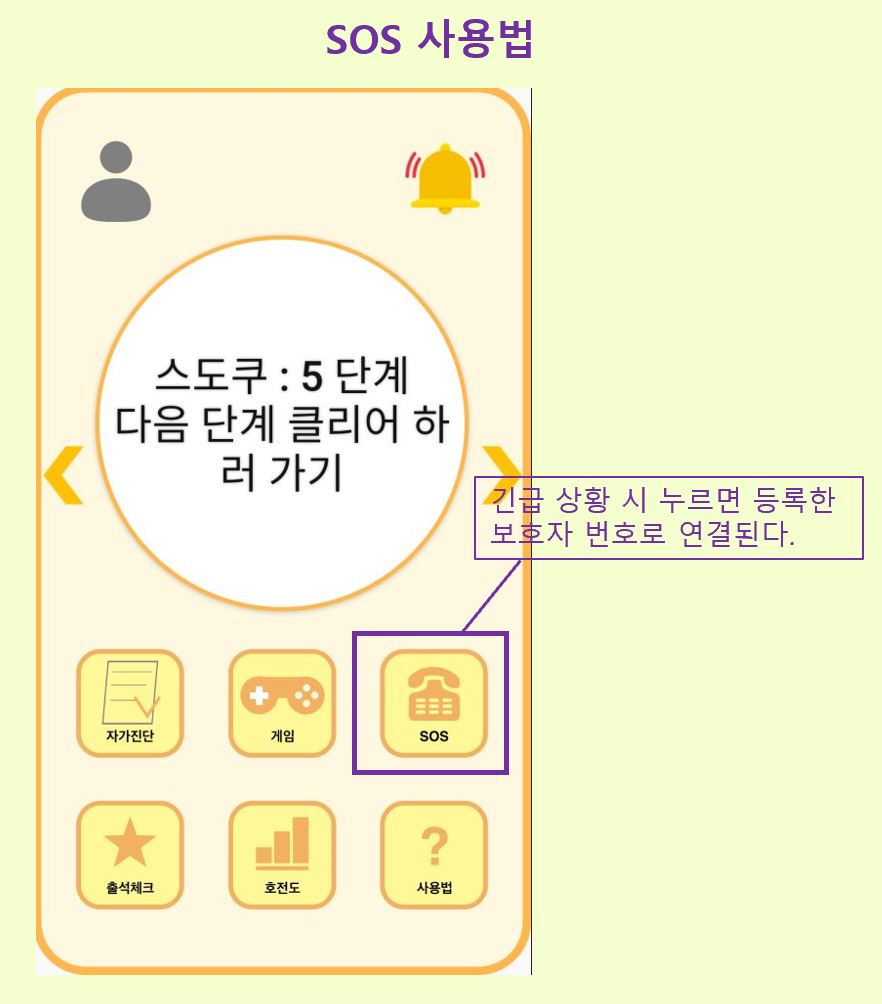 SOS 사용법
스도쿠 : 5 단계
다음 단계 클리어 하
러 가기
긴급 상황 시 누르면 등록한
보호자 번호로 연결된다.
자가진단
게임
SOS
출석체크
호전도
?
사용법